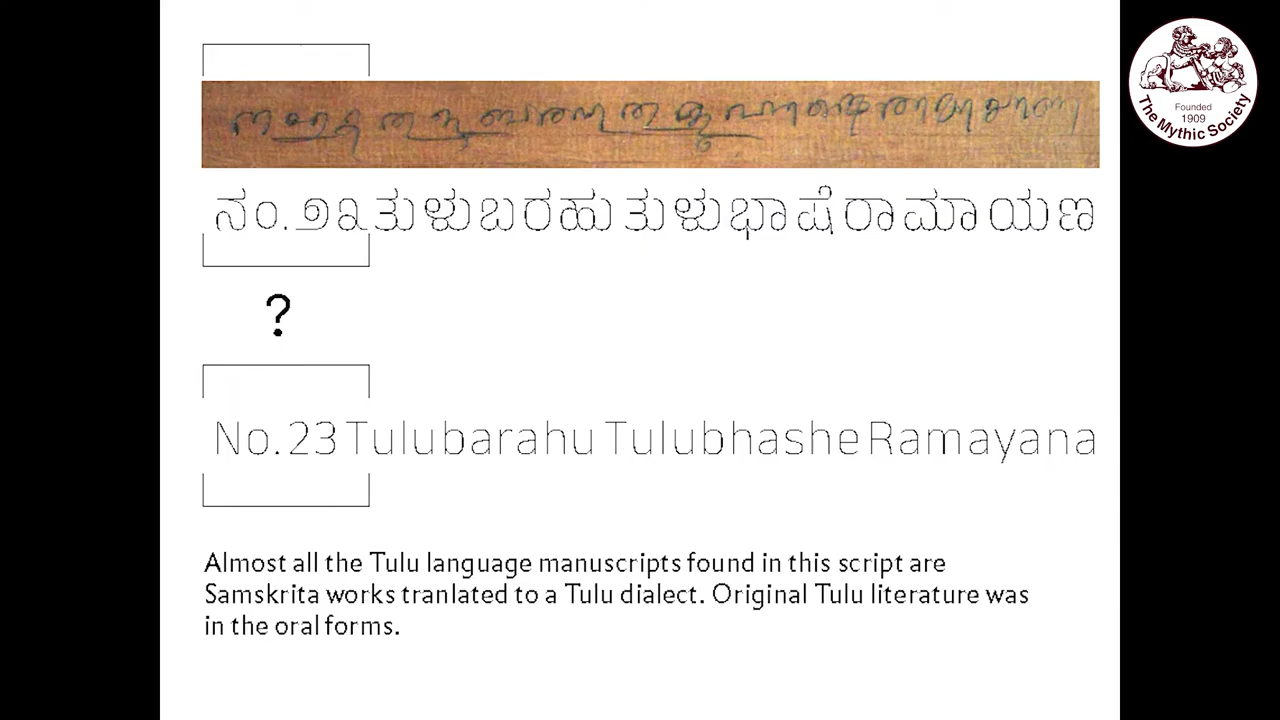 ನಂ. ೨೩ ತುಳು ಬರಹು ತುಳು ಭಾಷೆ ರಾಮಾಯಣ
?
No. 23 Tulubarahu Tulubhashe Ramayana
Almost all the Tulu language manuscripts found in this script are
Samskrita works tranlated to a Tulu dialect. Original Tulu literature was
in the oral forms.
Founded
1909
The Mythic Society